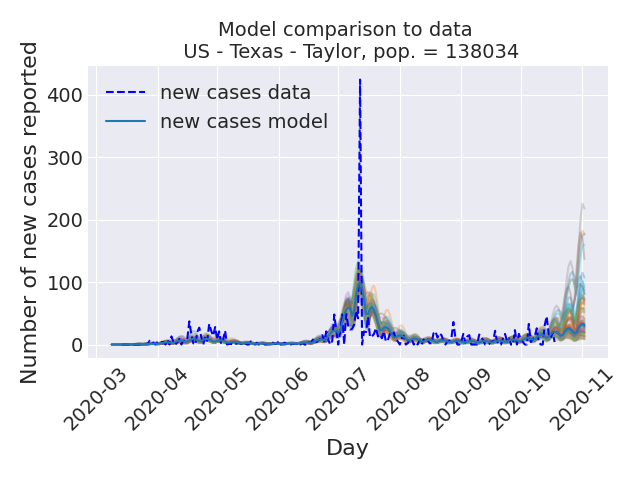 Model comparison to data
US - Texas - Taylor, pop. = 138034
Number of new cases reported
400
300
200
100
0
new cases data
new cases model
2020-03
2020-04
2020-05
2020-06
2020-07
2020-08
2020-09
2020-10
2020-11
Day